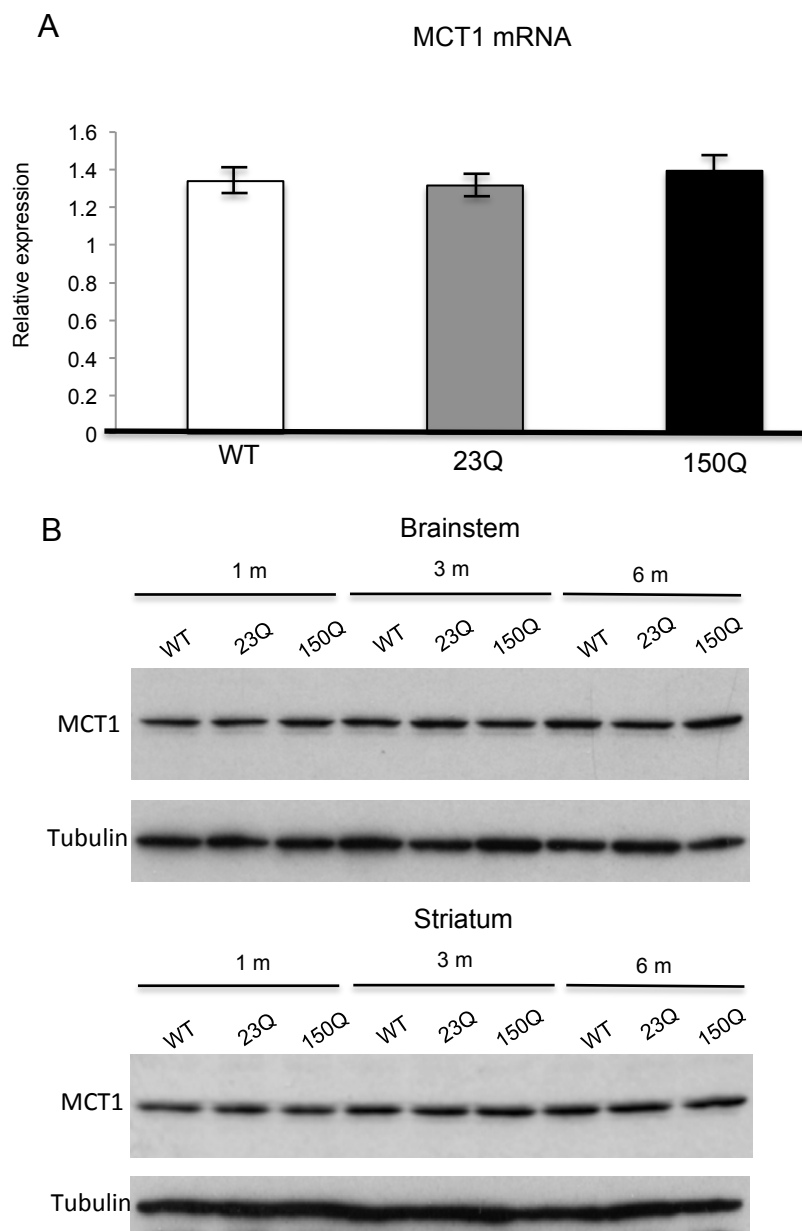 A
MCT1 mRNA
Relative expression
1.6
1.4
1.2
1
0.8
0.6
0.4
0.2
0
WT 23Q 150Q
B
Brainstem
1 m 3 m 6 m
WT 23Q 150Q WT 23Q 150Q WT 23Q 150Q
MCT1
Tubulin
Striatum
1 m 3 m 6 m
WT 23Q 150Q WT 23Q 150Q WT 23Q 150Q
MCT1
Tubulin